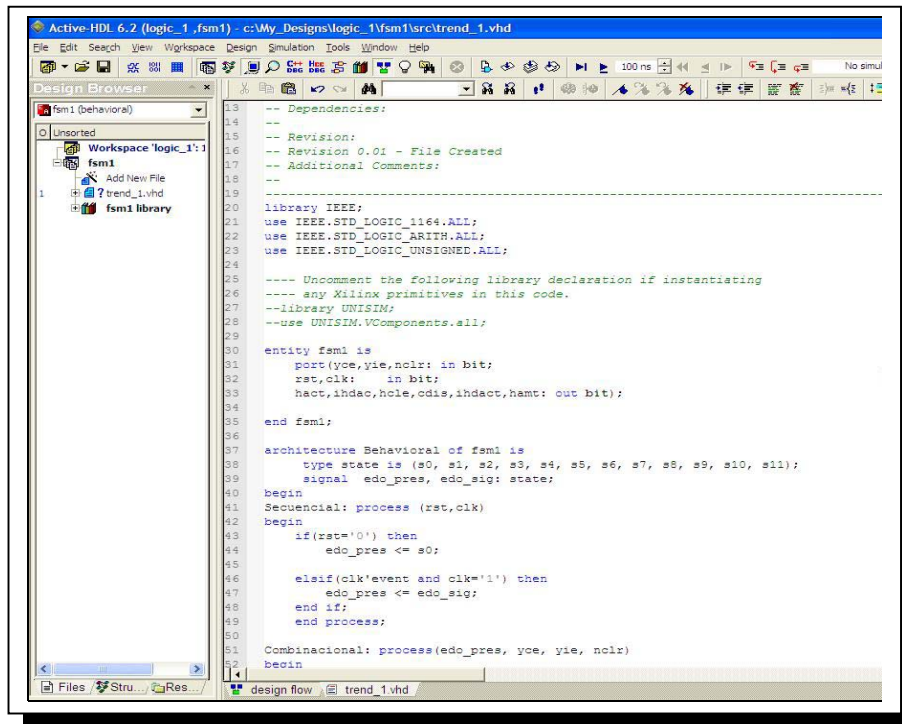 Active-HDL 6.2 (logic_1 ,fsm1) - c:\My_Designs\logic_1\fsm1\src\trend_1.vhd
File Edit Search View Workspace Design Simulation Tools Window Help
100 ns
No simul
Design Browser
fsm1 (behavioral)
O Unsorted
Workspace 'logic_1': 1
fsm1
Add New File
1 ? trend_1.vhd
fsm1 library
13 -- Dependencies:
14 --
15 -- Revision:
16 -- Revision 0.01 - File Created
17 -- Additional Comments:
18 --
19 ----------------------------------------------------------------------------------
20 library IEEE;
21 use IEEE.STD_LOGIC_1164.ALL;
22 use IEEE.STD_LOGIC_ARITH.ALL;
23 use IEEE.STD_LOGIC_UNSIGNED.ALL;
24
25 ---- Uncomment the following library declaration if instantiating
26 ---- any Xilinx primitives in this code.
27 --library UNISIM;
28 --use UNISIM.VComponents.all;
29
30 entity fsm1 is
31 port(yce,yie,nclr: in bit;
32 rst,clk: in bit;
33 hact,ihdac,hcle,cdis,ihdact,hamt: out bit);
34
35 end fsm1;
36
37 architecture Behavioral of fsm1 is
38 type state is (s0, s1, s2, s3, s4, s5, s6, s7, s8, s9, s10, s11);
39 signal edo_pres, edo_sig: state;
40 begin
41 Secuencial: process (rst,clk)
42 begin
43 if(rst='0') then
44 edo_pres <= s0;
45
46 elsif(clk'event and clk='1') then
47 edo_pres <= edo_sig;
48 end if;
49 end process;
50
51 Combinacional: process(edo_pres, yce, yie, nclr)
52 begin
Files Stru... Res...
design flow trend_1.vhd